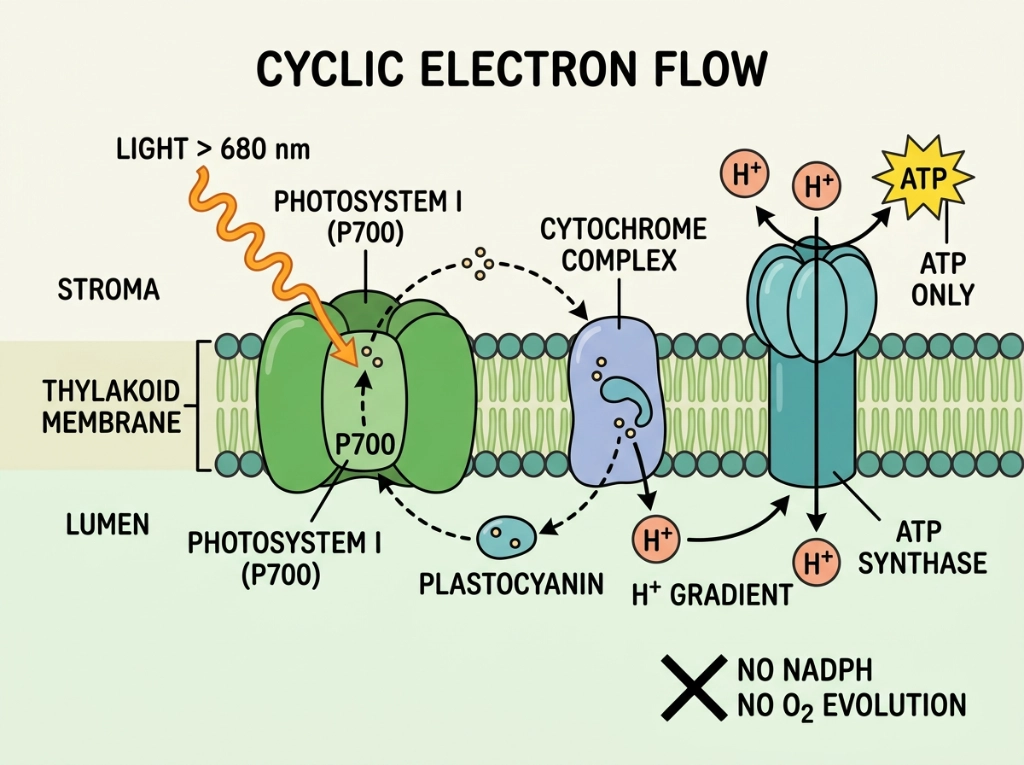 CYCLIC ELECTRON FLOW
LIGHT > 680 nm
PHOTOSYSTEM I
(P700)
CYTOCHROME
COMPLEX
H⁺
H⁺
ATP
ATP
ONLY
STROMA
THYLAKOID
MEMBRANE
P700
LUMEN
PHOTOSYSTEM I
(P700)
PLASTOCYANIN
H⁺
H⁺ GRADIENT
H⁺
ATP
SYNTHASE
NO NADPH
NO O₂ EVOLUTION